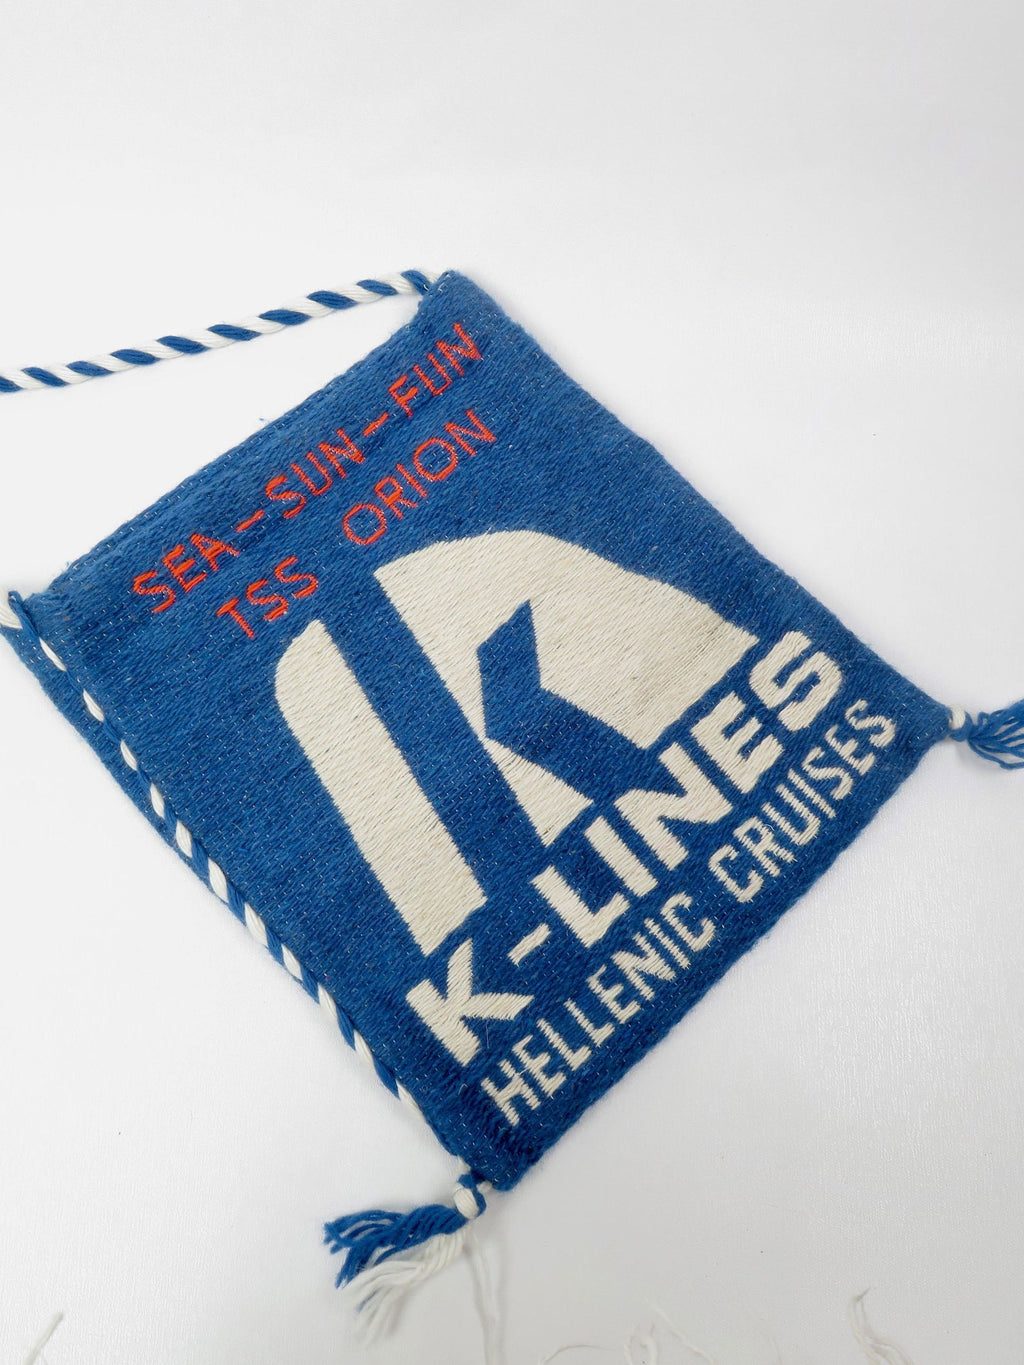 SEA-SUN-FUN
TSS ORION
K
K-LINES
HELLENIC CRUISES